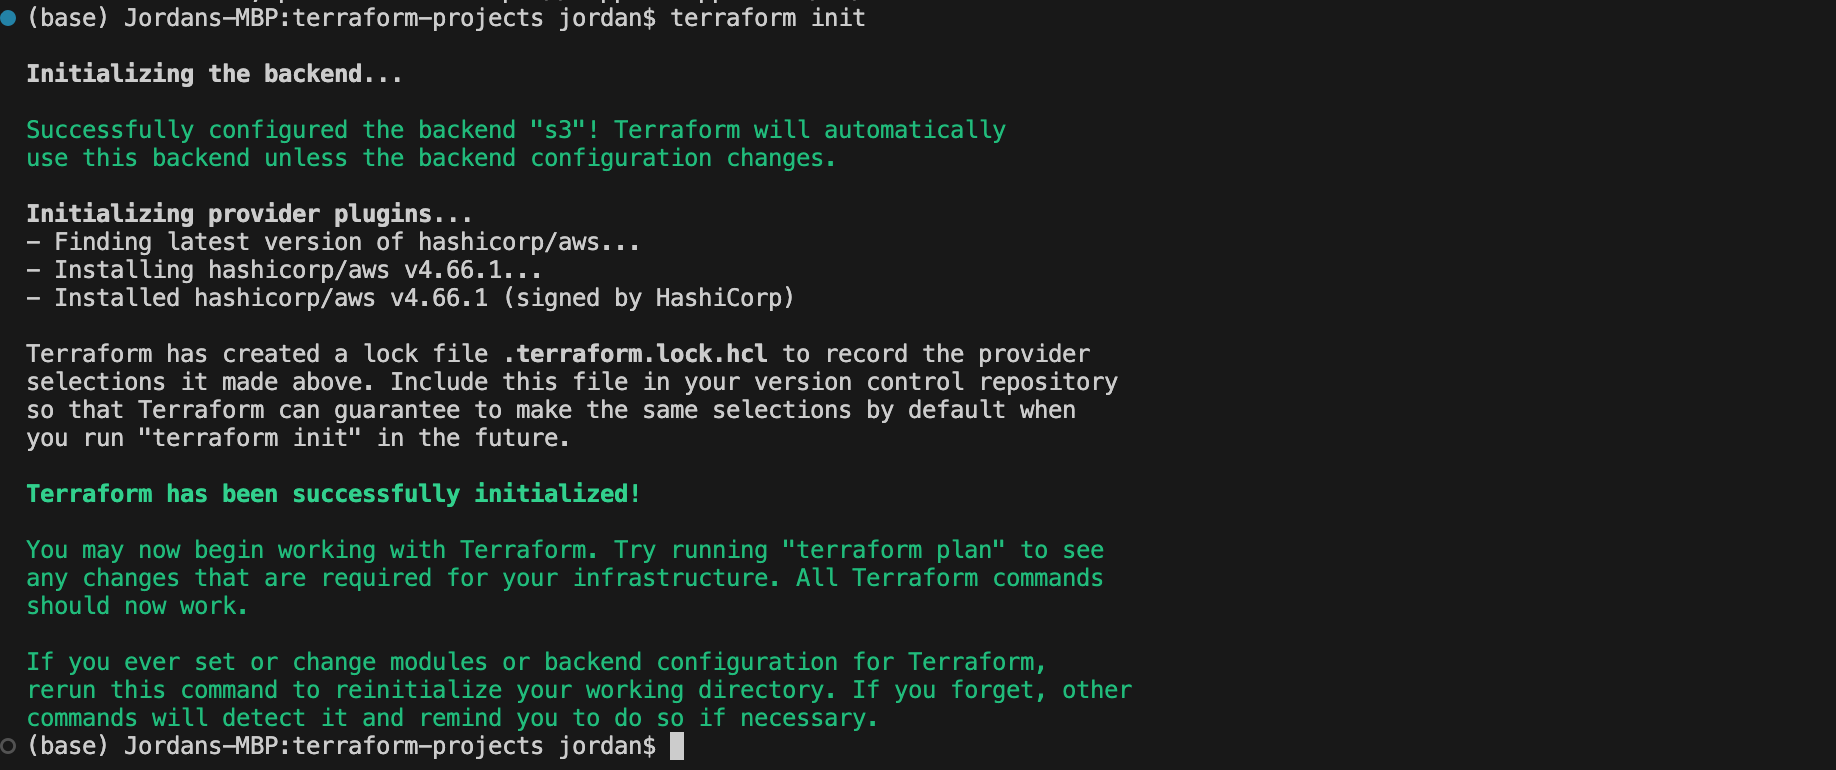 (base) Jordans-MBP:terraform-projects jordan$ terraform init
Initializing the backend...
Successfully configured the backend "s3"! Terraform will automatically
use this backend unless the backend configuration changes.
Initializing provider plugins...
- Finding latest version of hashicorp/aws...
- Installing hashicorp/aws v4.66.1...
- Installed hashicorp/aws v4.66.1 (signed by HashiCorp)
Terraform has created a lock file .terraform.lock.hcl to record the provider
selections it made above. Include this file in your version control repository
so that Terraform can guarantee to make the same selections by default when
you run "terraform init" in the future.
Terraform has been successfully initialized!
You may now begin working with Terraform. Try running "terraform plan" to see
any changes that are required for your infrastructure. All Terraform commands
should now work.
If you ever set or change modules or backend configuration for Terraform,
rerun this command to reinitialize your working directory. If you forget, other
commands will detect it and remind you to do so if necessary.
(base) Jordans-MBP:terraform-projects jordan$